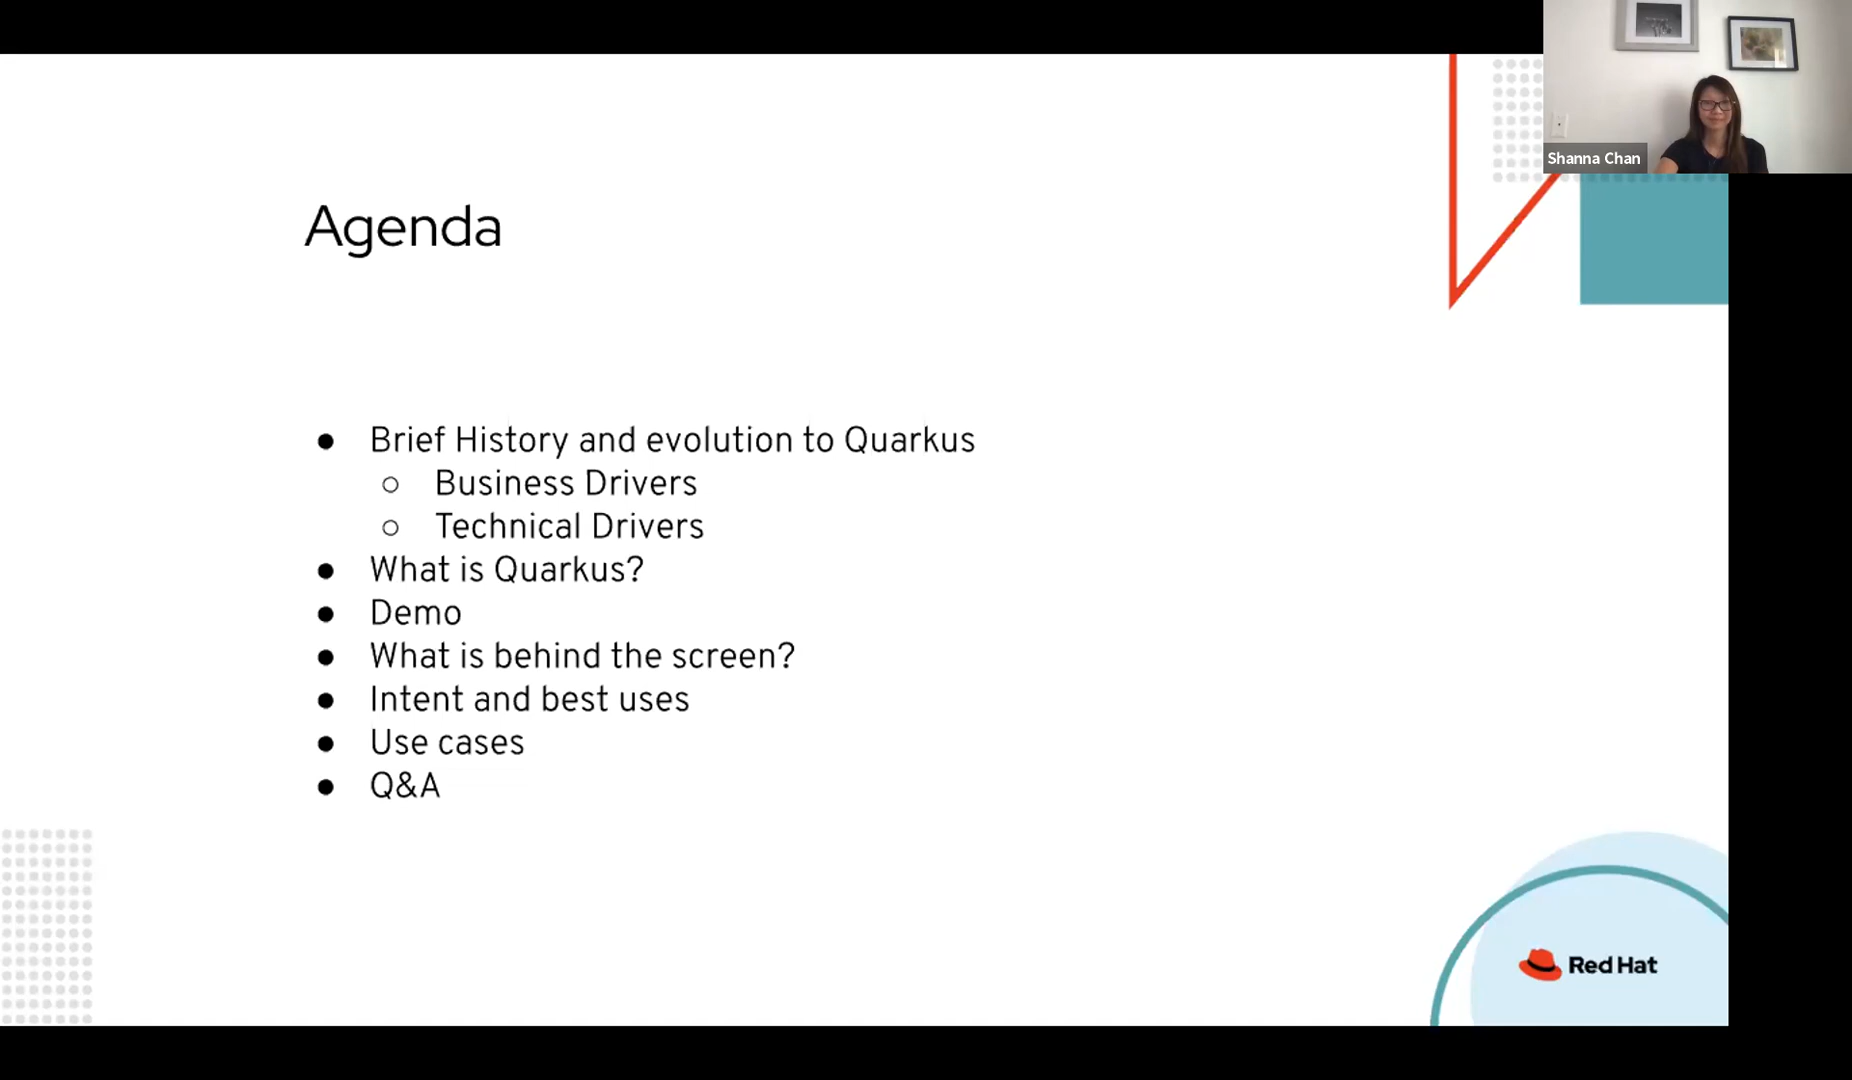 Shanna Chan
Agenda
● Brief History and evolution to Quarkus
○ Business Drivers
○ Technical Drivers
● What is Quarkus?
● Demo
● What is behind the screen?
● Intent and best uses
● Use cases
● Q&A
Red Hat